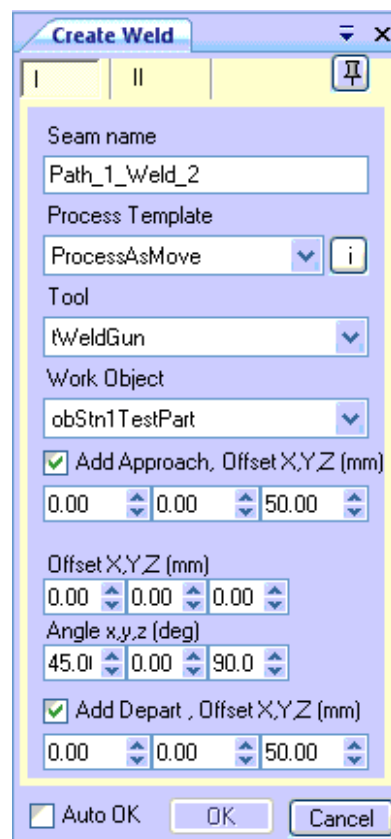 Create Weld
I II
Seam name
Path_1_Weld_2
Process Template
ProcessAsMove i
Tool
tWeldGun
Work Object
obStn1TestPart
Add Approach, Offset X,Y,Z (mm)
0.00 0.00 50.00
Offset X,Y,Z (mm)
0.00 0.00 0.00
Angle x,y,z (deg)
45.0 0.00 90.0
Add Depart , Offset X,Y,Z (mm)
0.00 0.00 50.00
Auto OK OK Cancel